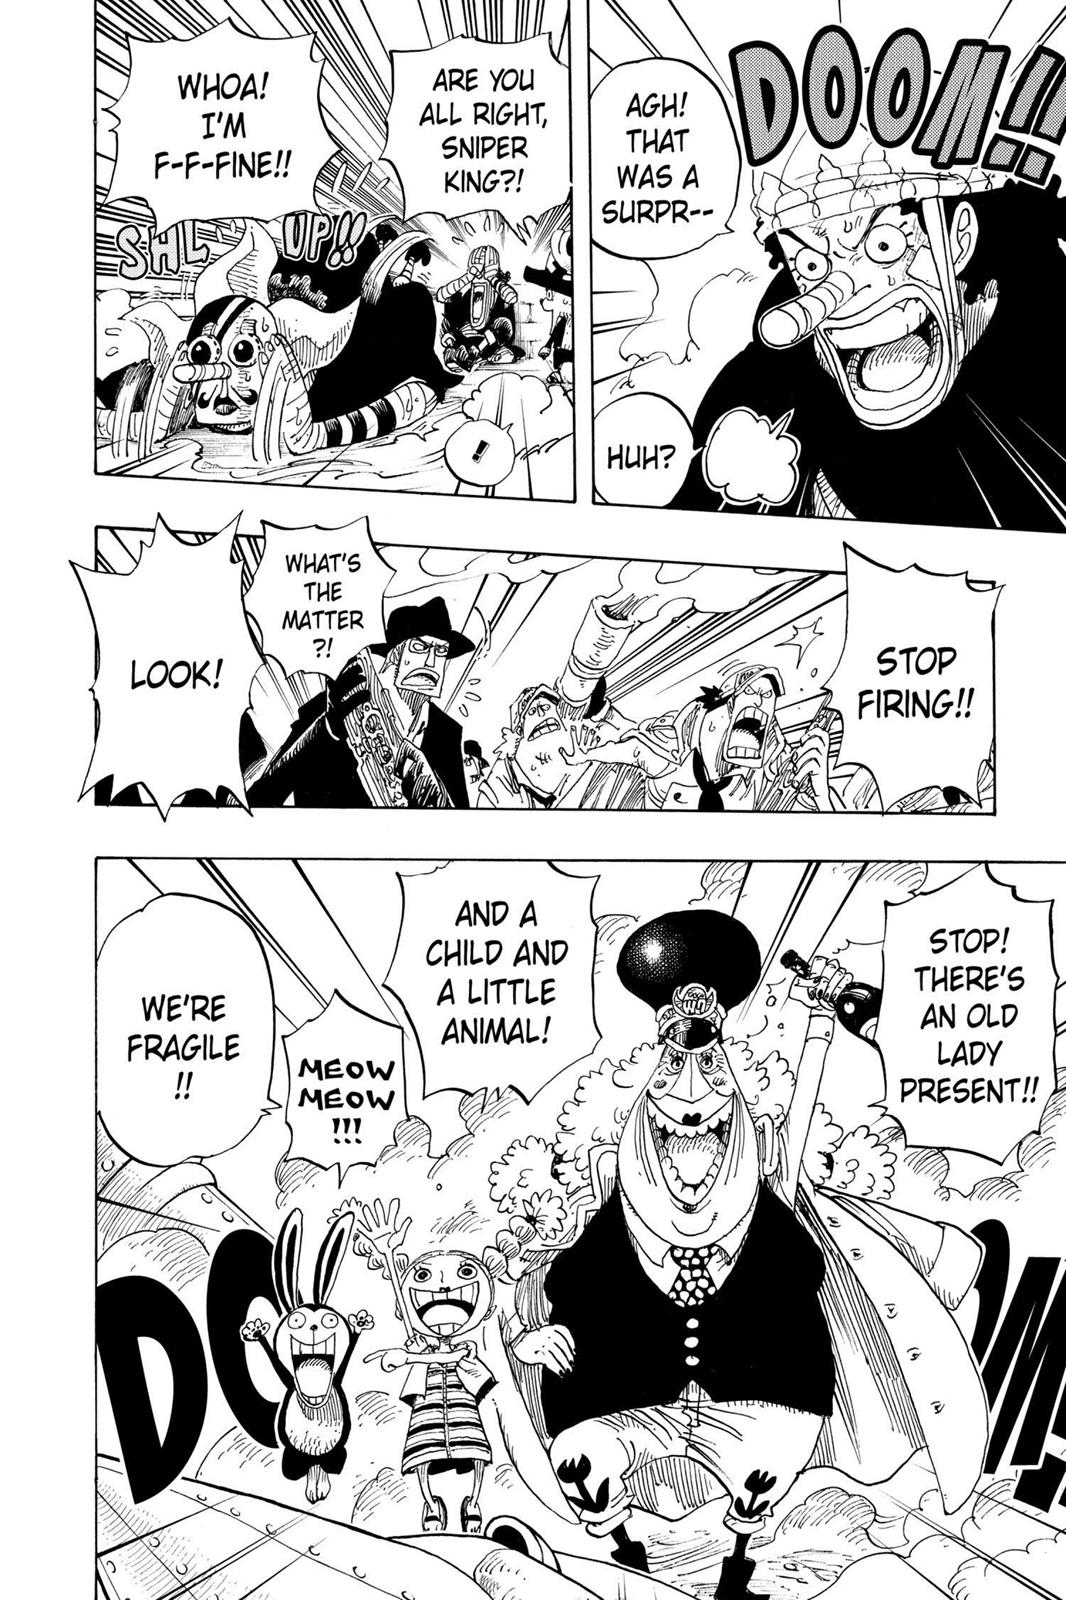 DOOM!!
AGH!
THAT
WAS A
SURPR--
HUH?
ARE YOU
ALL RIGHT,
SNIPER
KING?!
WHOA!
I'M
F-F-FINE!!
SHL UP!!
!
STOP
FIRING!!
WHAT'S
THE
MATTER
?!
LOOK!
STOP!
THERE'S
AN OLD
LADY
PRESENT!!
AND A
CHILD AND
A LITTLE
ANIMAL!
MEOW
MEOW
!!!
WE'RE
FRAGILE
!!
DO OM!